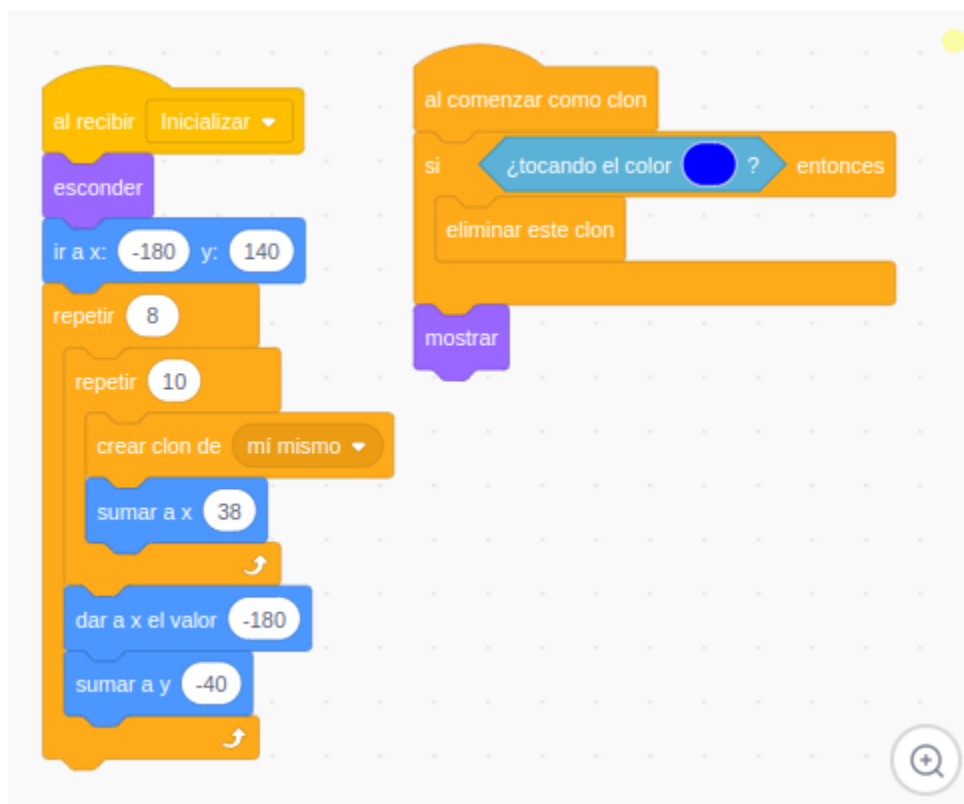 al recibir Inicializar
esconder
ir a x: -180 y: 140
repetir 8
repetir 10
crear clon de mí mismo
sumar a x 38
dar a x el valor -180
sumar a y -40
al comenzar como clon
si ¿tocando el color ? entonces
eliminar este clon
mostrar